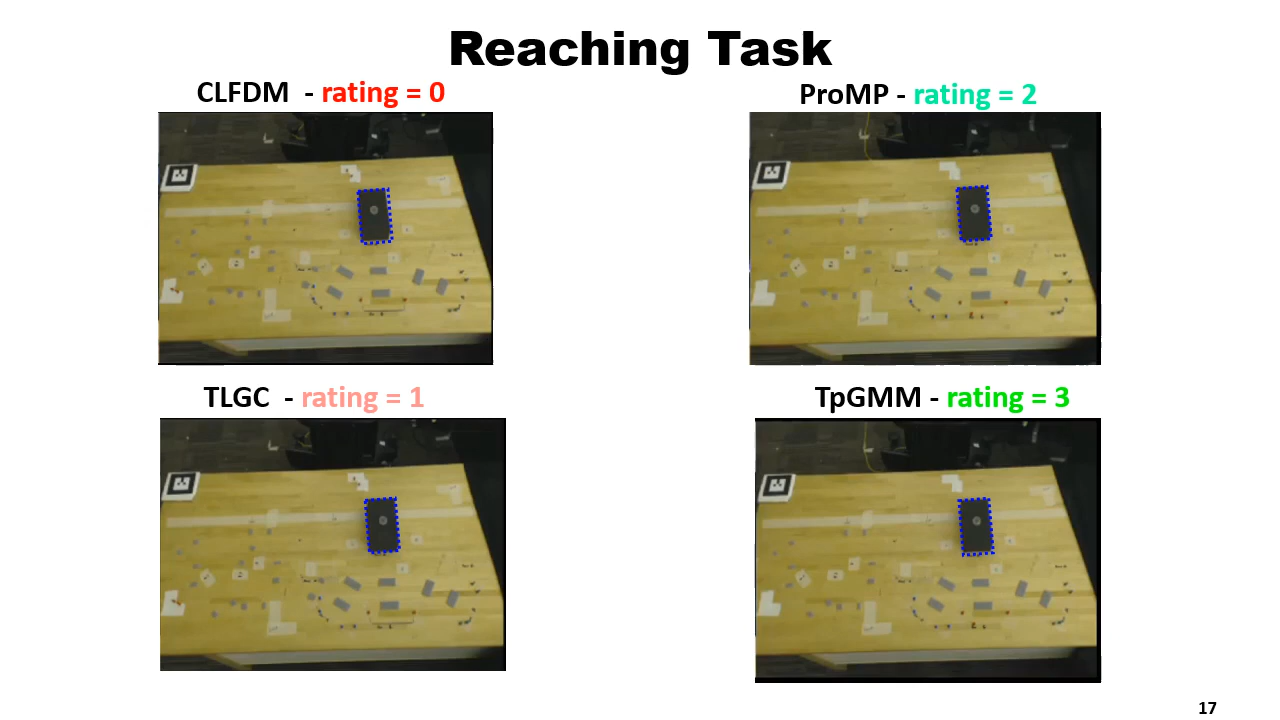 Reaching Task
CLFDM - rating = 0
ProMP - rating = 2
TLGC - rating = 1
TpGMM - rating = 3
17